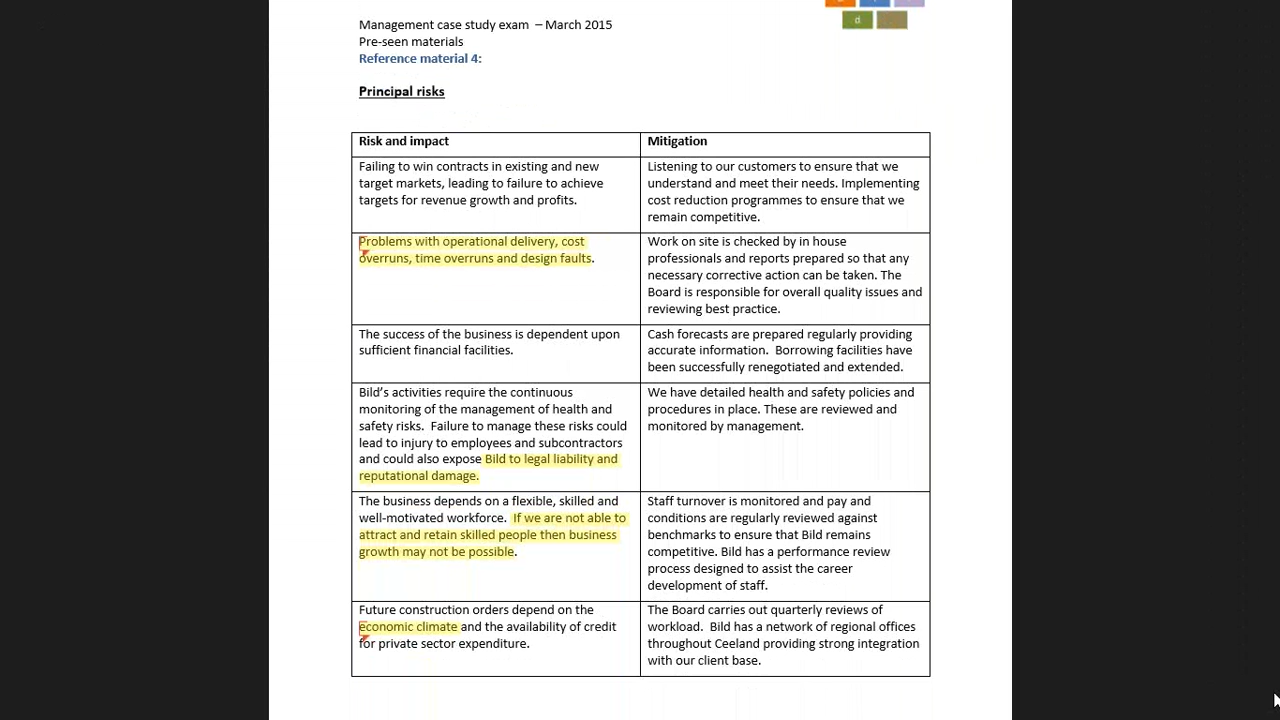 d
Management case study exam – March 2015
Pre-seen materials
Reference material 4:
Principal risks
Risk and impact
Mitigation
Failing to win contracts in existing and new
target markets, leading to failure to achieve
targets for revenue growth and profits.
Listening to our customers to ensure that we
understand and meet their needs. Implementing
cost reduction programmes to ensure that we
remain competitive.
Problems with operational delivery, cost
overruns, time overruns and design faults.
Work on site is checked by in house
professionals and reports prepared so that any
necessary corrective action can be taken. The
Board is responsible for overall quality issues and
reviewing best practice.
The success of the business is dependent upon
sufficient financial facilities.
Cash forecasts are prepared regularly providing
accurate information. Borrowing facilities have
been successfully renegotiated and extended.
Bild's activities require the continuous
monitoring of the management of health and
safety risks. Failure to manage these risks could
lead to injury to employees and subcontractors
and could also expose Bild to legal liability and
reputational damage.
We have detailed health and safety policies and
procedures in place. These are reviewed and
monitored by management.
The business depends on a flexible, skilled and
well-motivated workforce. If we are not able to
attract and retain skilled people then business
growth may not be possible.
Staff turnover is monitored and pay and
conditions are regularly reviewed against
benchmarks to ensure that Bild remains
competitive. Bild has a performance review
process designed to assist the career
development of staff.
Future construction orders depend on the
economic climate and the availability of credit
for private sector expenditure.
The Board carries out quarterly reviews of
workload. Bild has a network of regional offices
throughout Ceeland providing strong integration
with our client base.